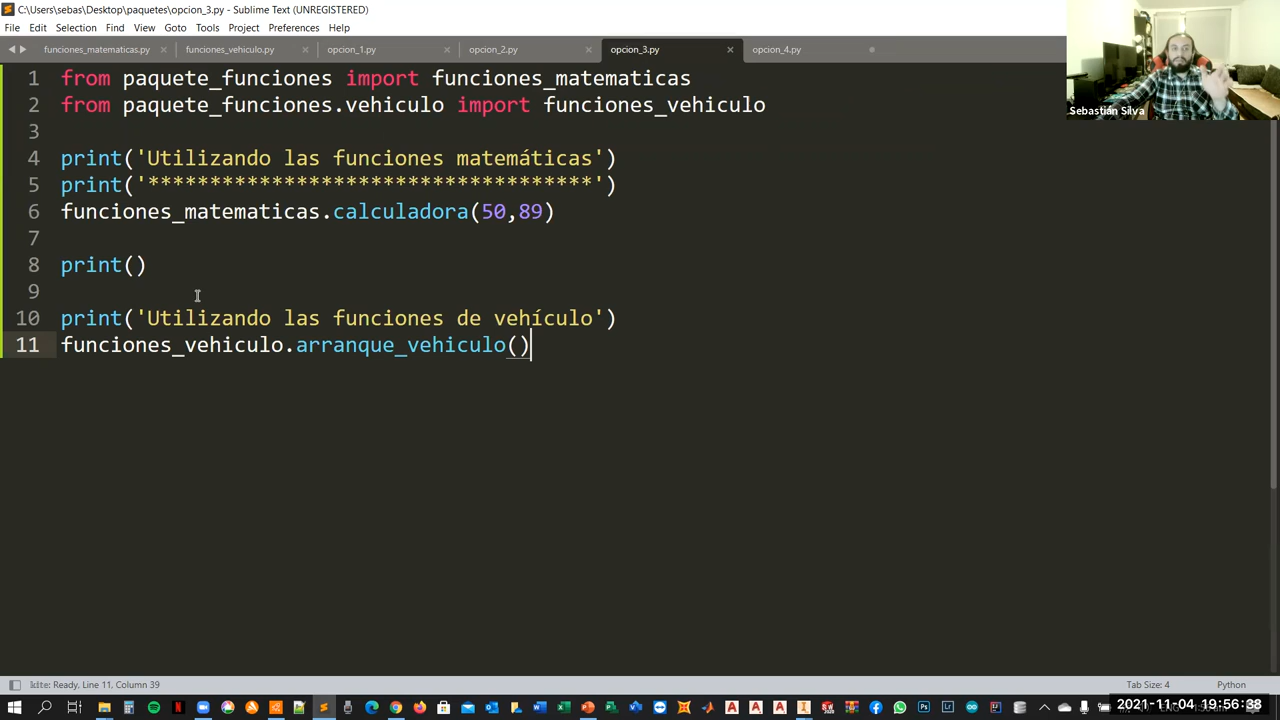 C:\Users\sebas\Desktop\paquetes\opcion_3.py - Sublime Text (UNREGISTERED)
File Edit Selection Find View Goto Tools Project Preferences Help
funciones_matematicas.py funciones_vehiculo.py opcion_1.py opcion_2.py opcion_3.py opcion_4.py
1 from paquete_funciones import funciones_matematicas
2 from paquete_funciones.vehiculo import funciones_vehiculo
3
4 print('Utilizando las funciones matemáticas')
5 print('************************************')
6 funciones_matematicas.calculadora(50,89)
7
8 print()
9
10 print('Utilizando las funciones de vehículo')
11 funciones_vehiculo.arranque_vehiculo()
Sebastián Silva
kite: Ready, Line 11, Column 39
Tab Size: 4 Python
2021-11-04 19:56:38